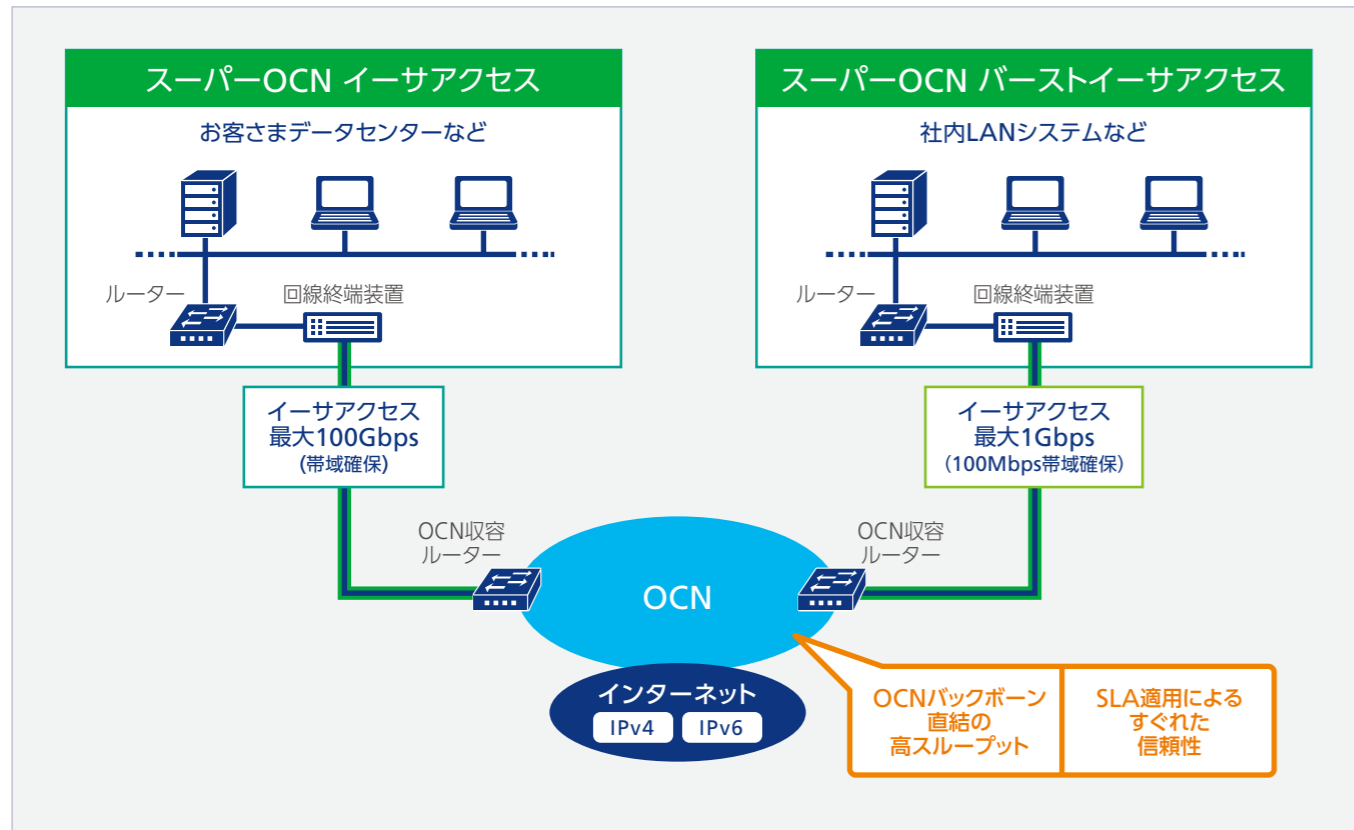 スーパーOCN イーサアクセス
お客さまデータセンターなど
ルーター
回線終端装置
イーサアクセス
最大100Gbps
(帯域確保)
スーパーOCN バーストイーサアクセス
社内LANシステムなど
ルーター
回線終端装置
イーサアクセス
最大1Gbps
(100Mbps帯域確保)
OCN収容
ルーター
OCN
OCN収容
ルーター
インターネット
IPv4 IPv6
OCNバックボーン
直結の
高スループット
SLA適用による
すぐれた
信頼性